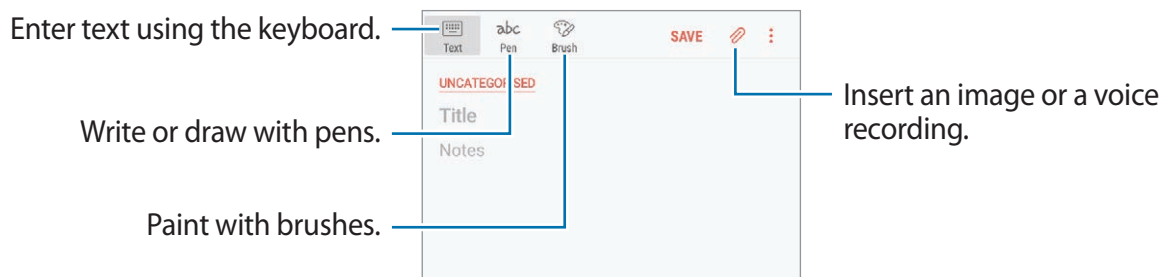 Enter text using the keyboard.
abc
Text Pen Brush
SAVE
UNCATEGORISED
Title
Write or draw with pens.
Notes
Paint with brushes.
Insert an image or a voice
recording.